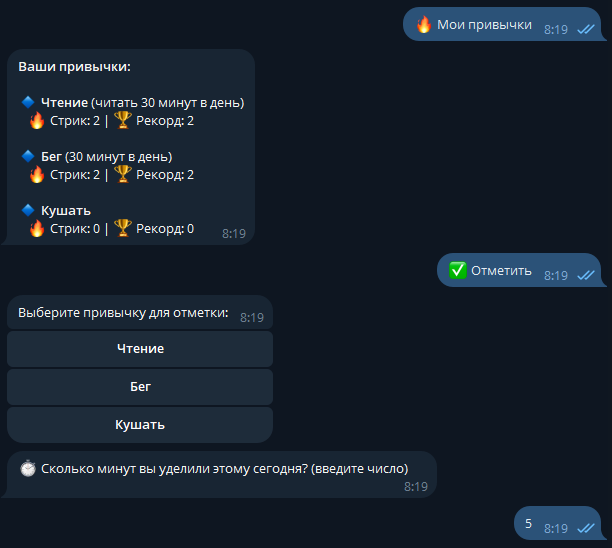 🔥 Мои привычки 8:19
Ваши привычки:
🔹 Чтение (читать 30 минут в день)
🔥 Стрик: 2 | 🏆 Рекорд: 2
🔹 Бег (30 минут в день)
🔥 Стрик: 2 | 🏆 Рекорд: 2
🔹 Кушать
🔥 Стрик: 0 | 🏆 Рекорд: 0 8:19
✅ Отметить 8:19
Выберите привычку для отметки: 8:19
Чтение
Бег
Кушать
⏱ Сколько минут вы уделили этому сегодня? (введите число)
8:19
5 8:19